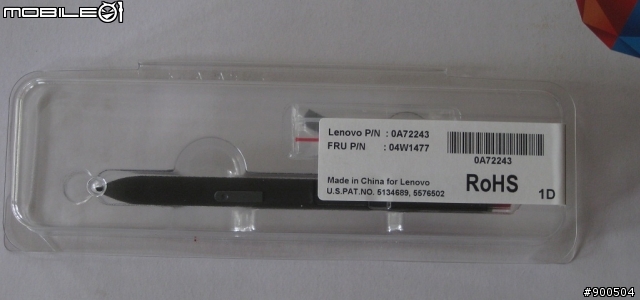 MOBILE01
Lenovo P/N : 0A72243
FRU P/N : 04W1477
0A72243
Made in China for Lenovo
U.S.PAT.NO. 5134689, 5576502
RoHS
1D
#900504